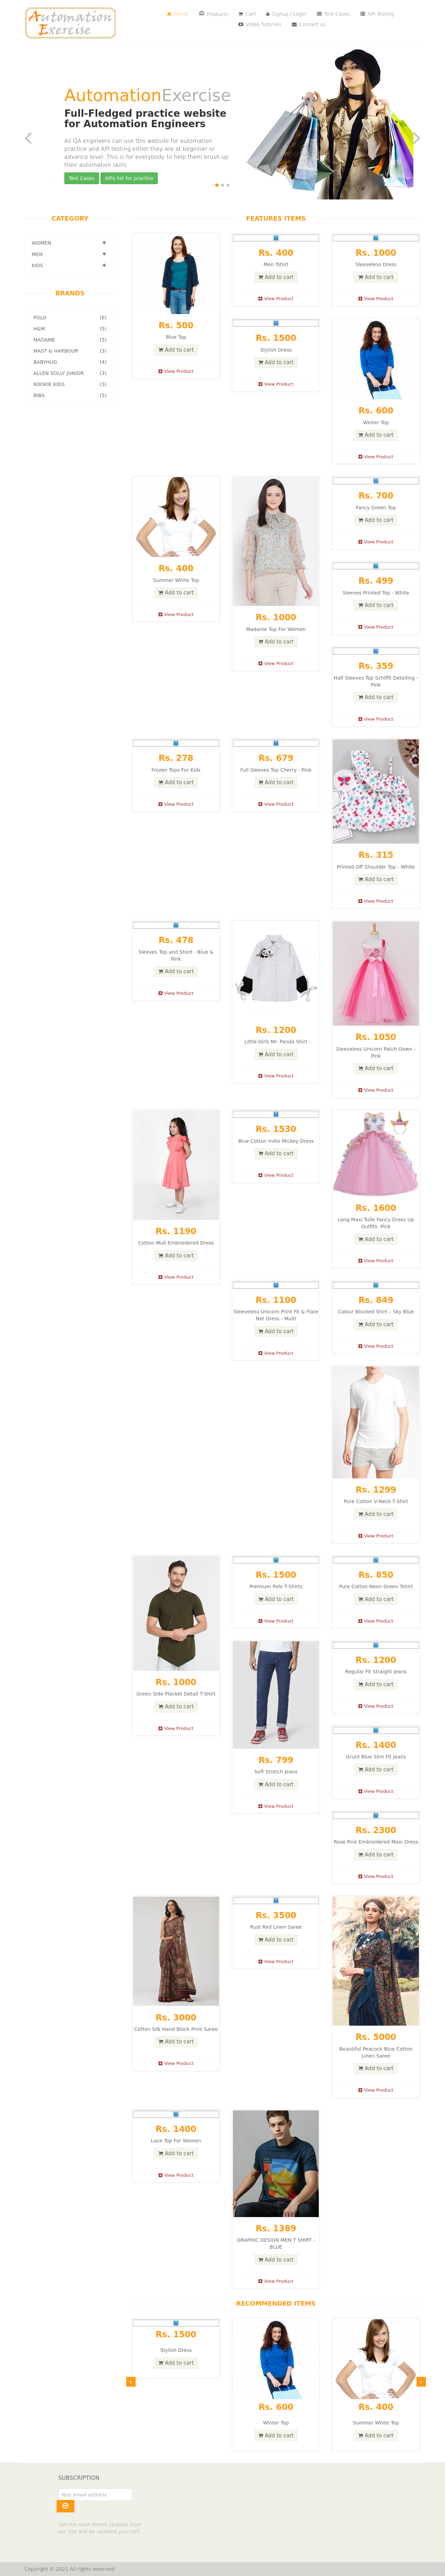 Automation
Exercise
Home
Products
Cart
Signup / Login
Test Cases
API Testing
Video Tutorials
Contact us
AutomationExercise
Full-Fledged practice website
for Automation Engineers
All QA engineers can use this website for automation
practice and API testing either they are at beginner or
advance level. This is for everybody to help them brush up
their automation skills.
Test Cases
APIs list for practice
CATEGORY
WOMEN
MEN
KIDS
BRANDS
POLO (6)
H&M (5)
MADAME (5)
MAST & HARBOUR (3)
BABYHUG (4)
ALLEN SOLLY JUNIOR (3)
KOOKIE KIDS (3)
BIBA (5)
FEATURES ITEMS
Rs. 500
Blue Top
Add to cart
View Product
Rs. 400
Men Tshirt
Add to cart
View Product
Rs. 1000
Sleeveless Dress
Add to cart
View Product
Rs. 1500
Stylish Dress
Add to cart
View Product
Rs. 600
Winter Top
Add to cart
View Product
Rs. 400
Summer White Top
Add to cart
View Product
Rs. 1000
Madame Top For Women
Add to cart
View Product
Rs. 700
Fancy Green Top
Add to cart
View Product
Rs. 499
Sleeves Printed Top - White
Add to cart
View Product
Rs. 359
Half Sleeves Top Schiffli Detailing -
Pink
Add to cart
View Product
Rs. 278
Frozen Tops For Kids
Add to cart
View Product
Rs. 679
Full Sleeves Top Cherry - Pink
Add to cart
View Product
Rs. 315
Printed Off Shoulder Top - White
Add to cart
View Product
Rs. 478
Sleeves Top and Short - Blue &
Pink
Add to cart
View Product
Rs. 1200
Little Girls Mr. Panda Shirt
Add to cart
View Product
Rs. 1050
Sleeveless Unicorn Patch Gown -
Pink
Add to cart
View Product
Rs. 1190
Cotton Mull Embroidered Dress
Add to cart
View Product
Rs. 1530
Blue Cotton Indie Mickey Dress
Add to cart
View Product
Rs. 1600
Long Maxi Tulle Fancy Dress Up
Outfits -Pink
Add to cart
View Product
Rs. 1100
Sleeveless Unicorn Print Fit & Flare
Net Dress - Multi
Add to cart
View Product
Rs. 849
Colour Blocked Shirt – Sky Blue
Add to cart
View Product
Rs. 1299
Pure Cotton V-Neck T-Shirt
Add to cart
View Product
Rs. 1000
Green Side Placket Detail T-Shirt
Add to cart
View Product
Rs. 1500
Premium Polo T-Shirts
Add to cart
View Product
Rs. 850
Pure Cotton Neon Green Tshirt
Add to cart
View Product
Rs. 799
Soft Stretch Jeans
Add to cart
View Product
Rs. 1200
Regular Fit Straight Jeans
Add to cart
View Product
Rs. 1400
Grunt Blue Slim Fit Jeans
Add to cart
View Product
Rs. 2300
Rose Pink Embroidered Maxi Dress
Add to cart
View Product
Rs. 3000
Cotton Silk Hand Block Print Saree
Add to cart
View Product
Rs. 3500
Rust Red Linen Saree
Add to cart
View Product
Rs. 5000
Beautiful Peacock Blue Cotton
Linen Saree
Add to cart
View Product
Rs. 1400
Lace Top For Women
Add to cart
View Product
Rs. 1389
GRAPHIC DESIGN MEN T SHIRT -
BLUE
Add to cart
View Product
RECOMMENDED ITEMS
Rs. 1500
Stylish Dress
Add to cart
Rs. 600
Winter Top
Add to cart
Rs. 400
Summer White Top
Add to cart
SUBSCRIPTION
Your email address
Get the most recent updates from
our site and be updated your self...
Copyright © 2021 All rights reserved